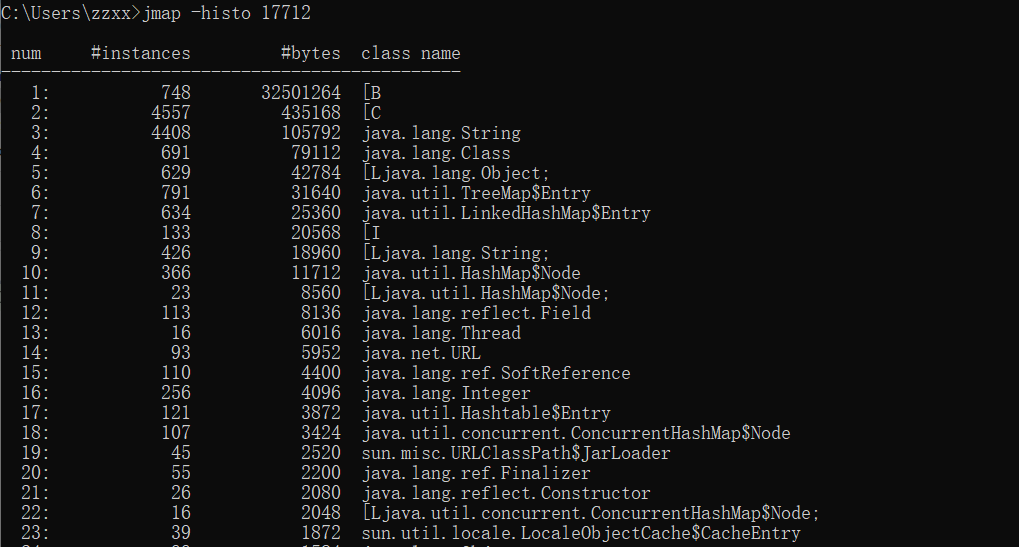 C:\Users\zzxx>jmap -histo 17712
num #instances #bytes class name
----------------------------------------------
1: 748 32501264 [B
2: 4557 435168 [C
3: 4408 105792 java.lang.String
4: 691 79112 java.lang.Class
5: 629 42784 [Ljava.lang.Object;
6: 791 31640 java.util.TreeMap$Entry
7: 634 25360 java.util.LinkedHashMap$Entry
8: 133 20568 [I
9: 426 18960 [Ljava.lang.String;
10: 366 11712 java.util.HashMap$Node
11: 23 8560 [Ljava.util.HashMap$Node;
12: 113 8136 java.lang.reflect.Field
13: 16 6016 java.lang.Thread
14: 93 5952 java.net.URL
15: 110 4400 java.lang.ref.SoftReference
16: 256 4096 java.lang.Integer
17: 121 3872 java.util.Hashtable$Entry
18: 107 3424 java.util.concurrent.ConcurrentHashMap$Node
19: 45 2520 sun.misc.URLClassPath$JarLoader
20: 55 2200 java.lang.ref.Finalizer
21: 26 2080 java.lang.reflect.Constructor
22: 16 2048 [Ljava.util.concurrent.ConcurrentHashMap$Node;
23: 39 1872 sun.util.locale.LocaleObjectCache$CacheEntry